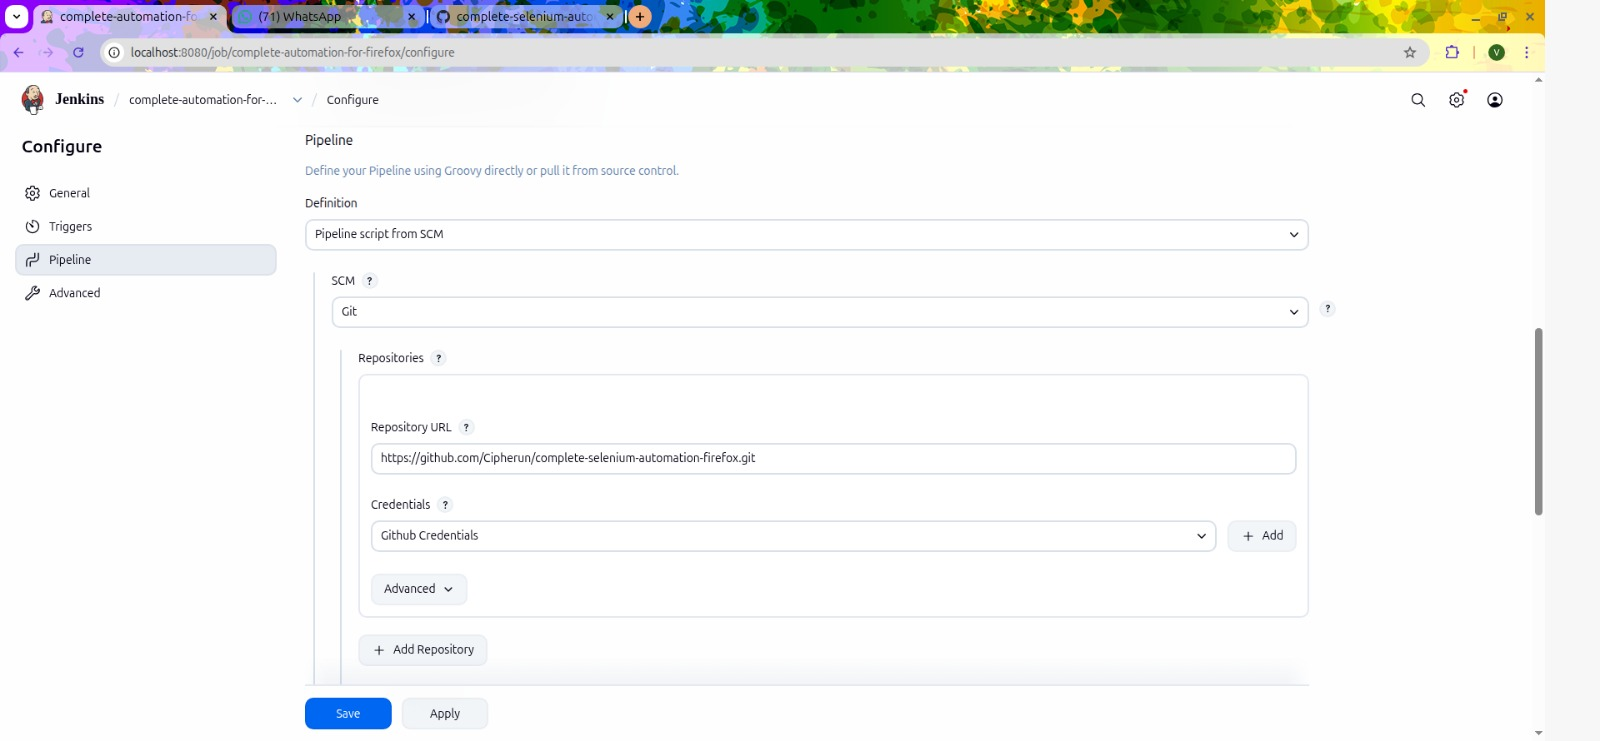 complete-automation-fo
(71) WhatsApp
complete-selenium-auto
localhost:8080/job/complete-automation-for-firefox/configure
V
Jenkins / complete-automation-for-... / Configure
Configure
General
Triggers
Pipeline
Advanced
Pipeline
Define your Pipeline using Groovy directly or pull it from source control.
Definition
Pipeline script from SCM
SCM ?
Git
?
Repositories ?
Repository URL ?
https://github.com/Cipherun/complete-selenium-automation-firefox.git
Credentials ?
Github Credentials
+ Add
Advanced
+ Add Repository
Save
Apply